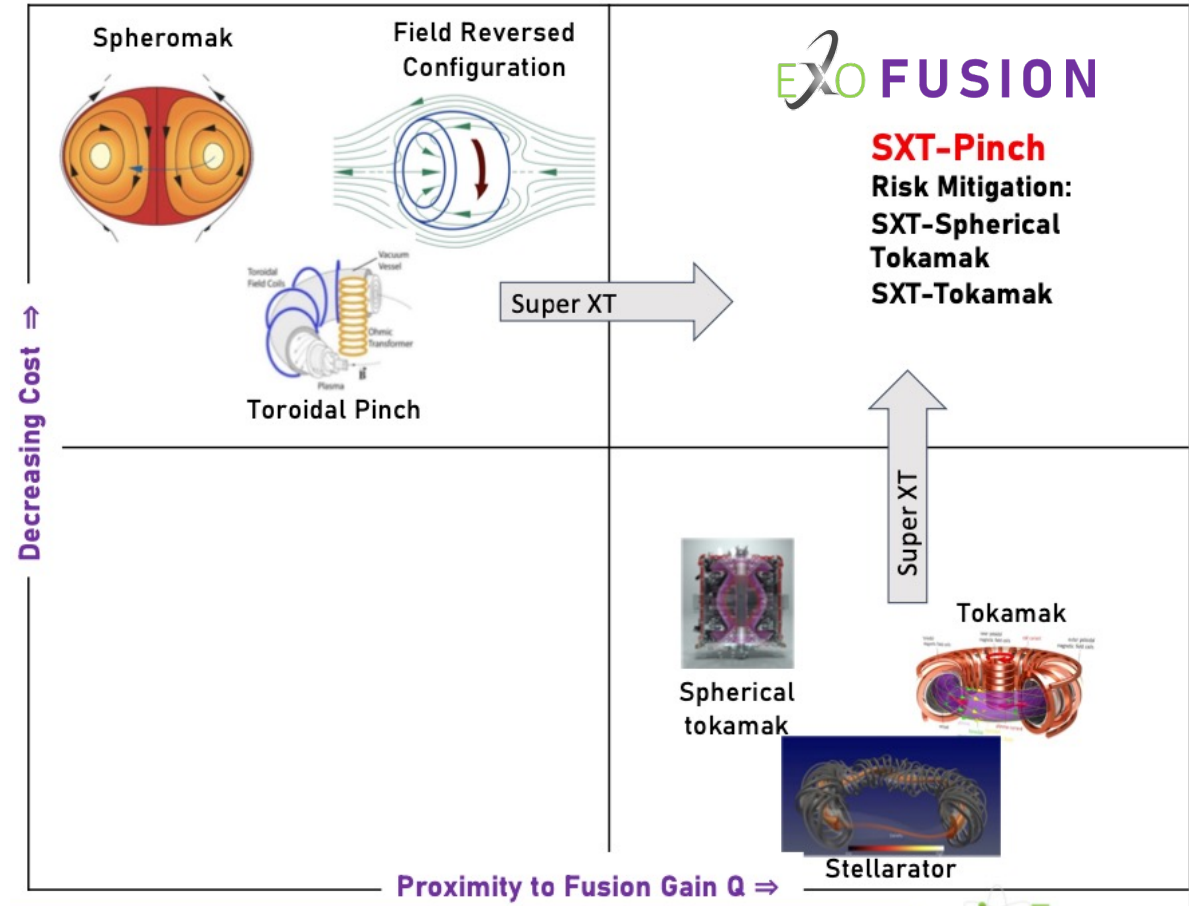 Spheromak
Field Reversed
Configuration
EXO FUSION
SXT-Pinch
Risk Mitigation:
SXT-Spherical
Tokamak
SXT-Tokamak
Vacuum
Vessel
Toroidal
Field Coils
Ohmic
Transformer
Plasma
B
Toroidal Pinch
Super XT
Super XT
Decreasing Cost ⇒
Spherical
tokamak
Tokamak
Stellarator
Proximity to Fusion Gain Q ⇒